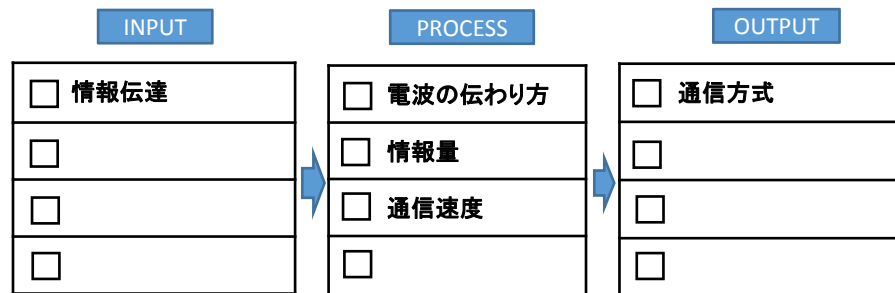 INPUT
PROCESS
OUTPUT
情報伝達
電波の伝わり方
通信方式
情報量
通信速度